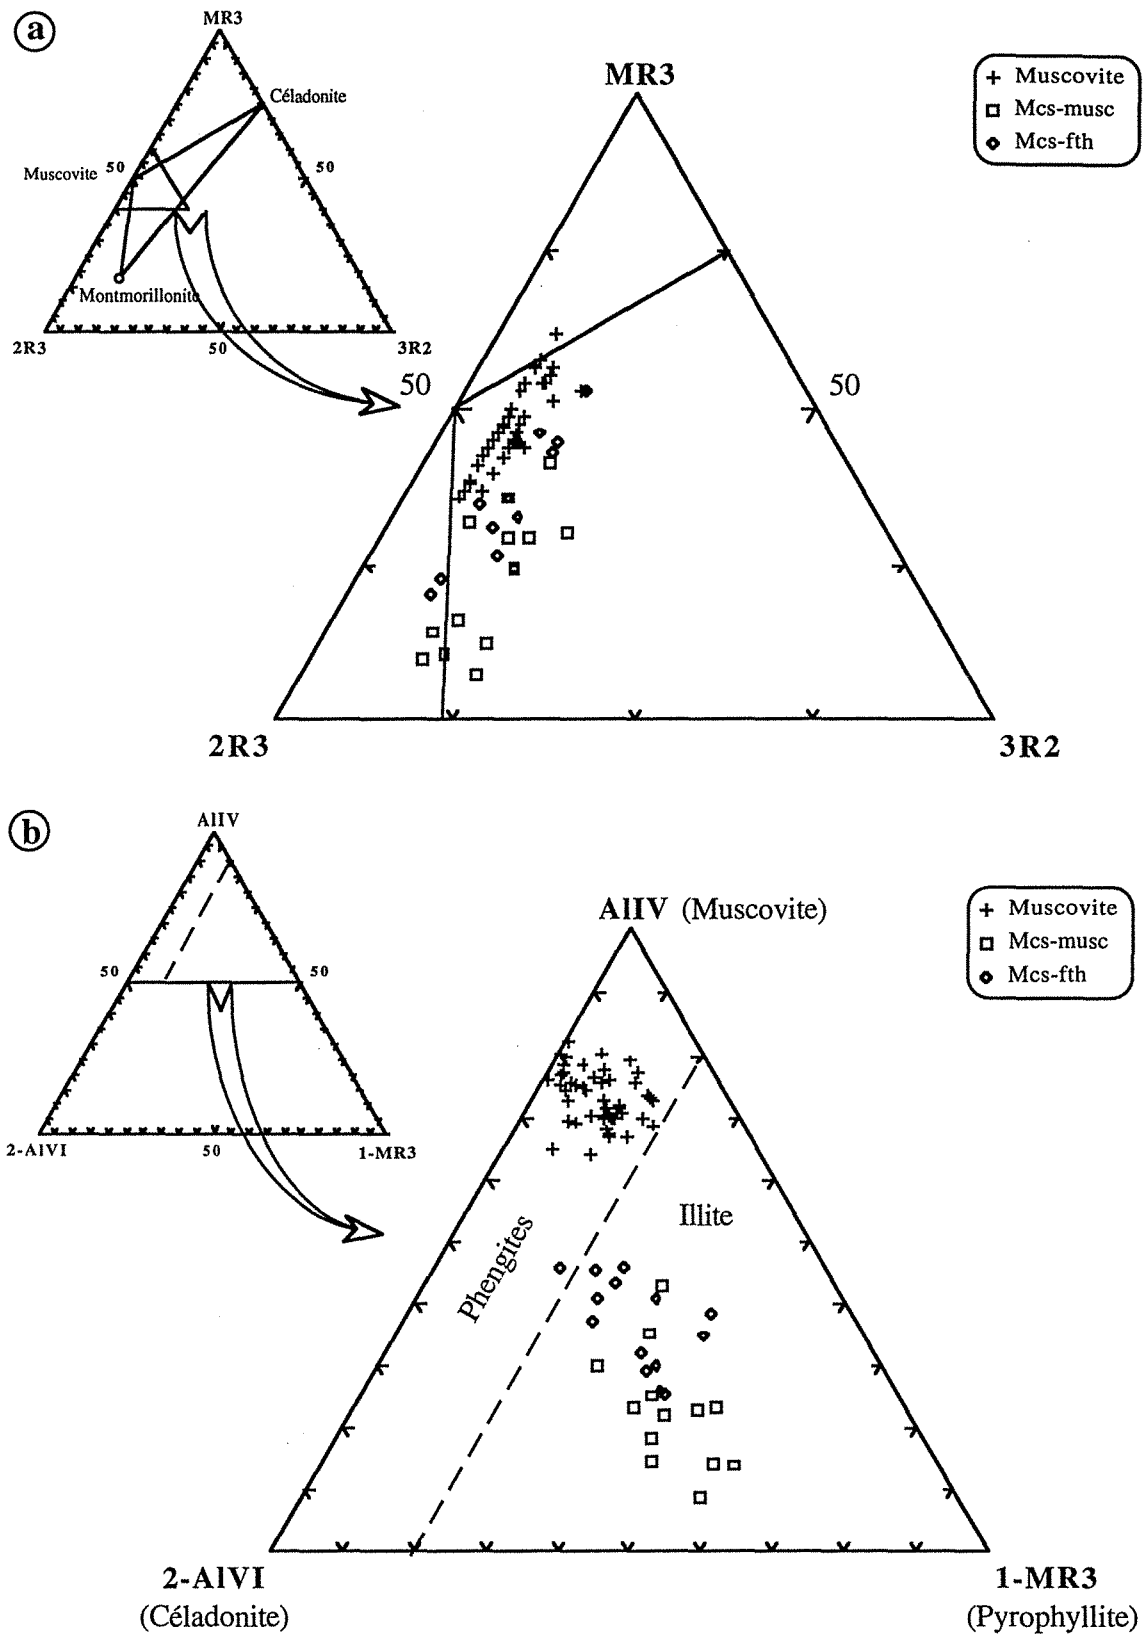 a
MR3
Céladonite
Muscovite 50
50
Montmorillonite
2R3
50
3R2
MR3
+ Muscovite
Mcs-musc
Mcs-fth
50
50
2R3
3R2
b
AlIV
50
50
2-AlVI
50
1-MR3
AlIV (Muscovite)
+ Muscovite
Mcs-musc
Mcs-fth
Illite
Phengites
2-AlVI
(Céladonite)
1-MR3
(Pyrophyllite)